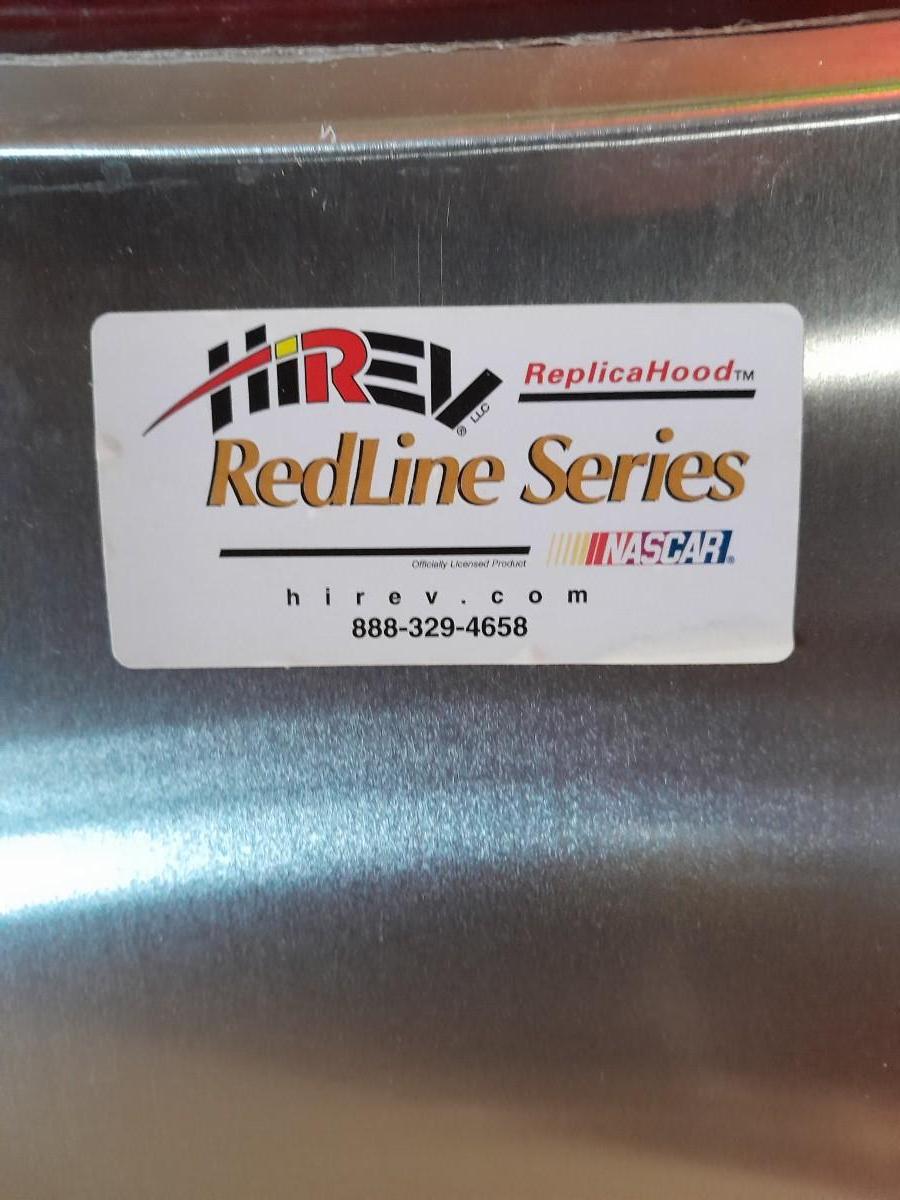 HiREV® LLC
ReplicaHood™
RedLine Series
Officially Licensed Product
NASCAR®
hirev.com
888-329-4658